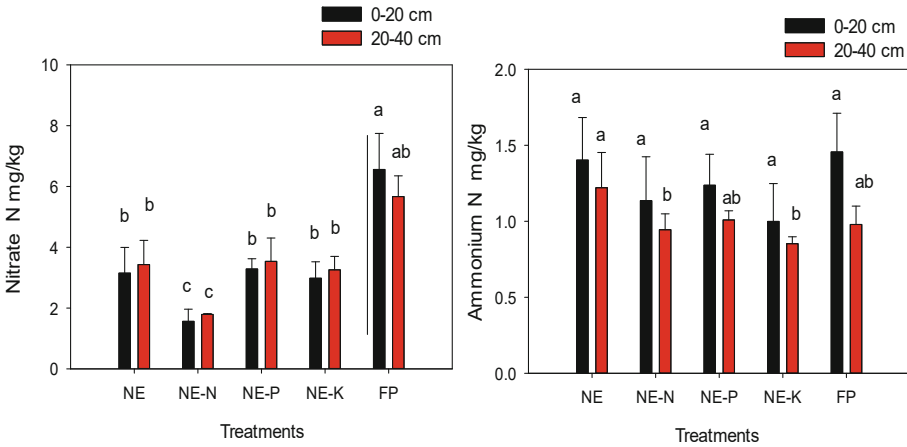 0-20 cm
20-40 cm
10
8
6
4
2
0
Nitrate N mg/kg
b b
c c
b b
b b
a
ab
NE NE-N NE-P NE-K FP
Treatments
0-20 cm
20-40 cm
2.0
1.5
1.0
0.5
0.0
Ammonium N mg/kg
a
a
a
b
a
ab
a
b
a
ab
NE NE-N NE-P NE-K FP
Treatments